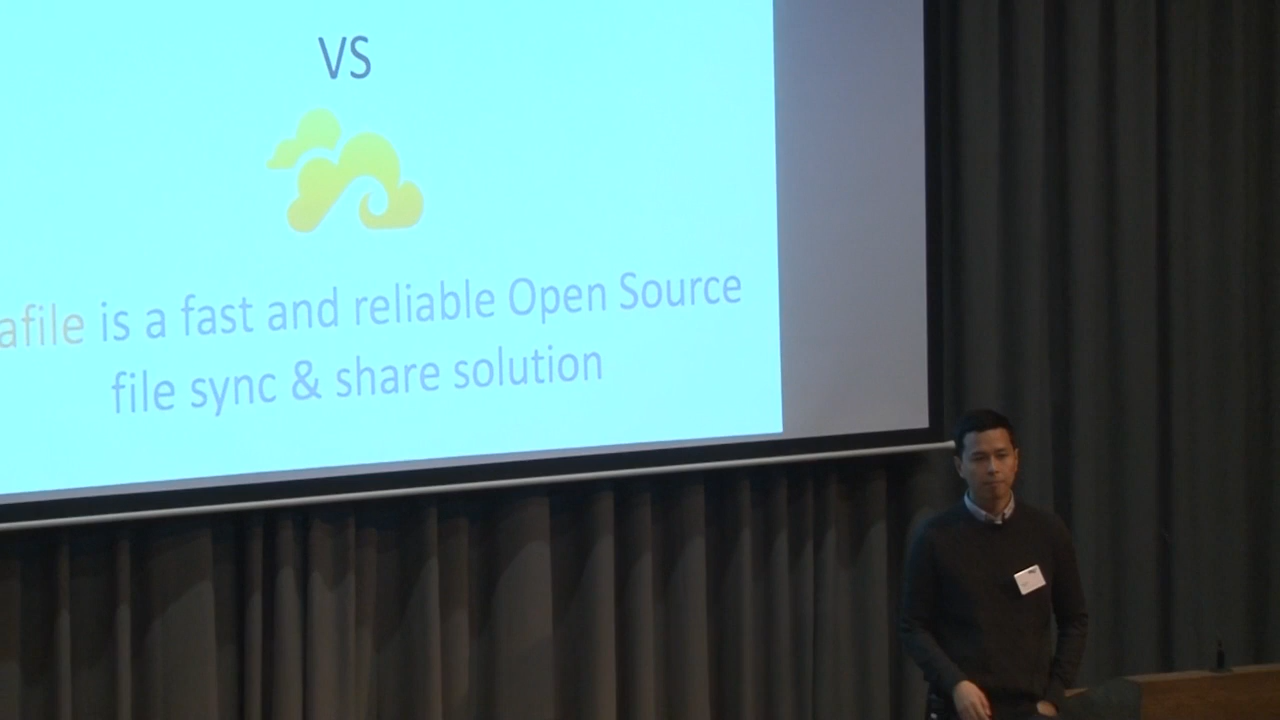 VS
afile is a fast and reliable Open Source
file sync & share solution